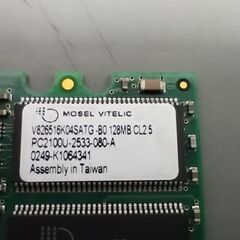 MOSEL VITELIC
V826516K04SATG-B0 128MB CL2.5
PC2100U-2533-080-A
0249-K1064341
Assembly in Taiwan